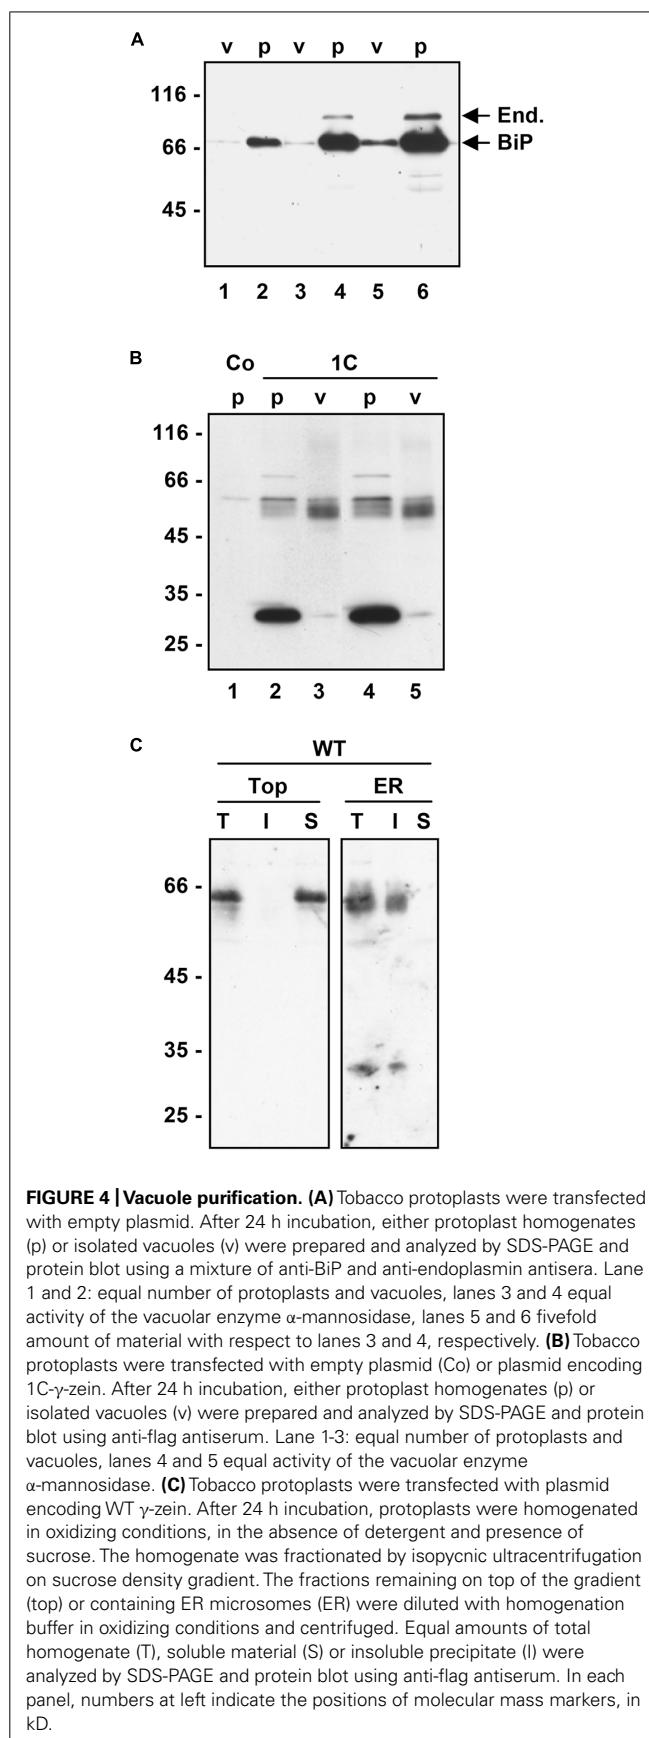 A
v p v p v p
116 -
End.
66 -
BiP
45 -
1 2 3 4 5 6
B
Co 1C
p p v p v
116 -
66 -
45 -
35 -
25 -
1 2 3 4 5
C
WT
Top ER
T I S T I S
66 -
45 -
35 -
25 -
FIGURE 4 | Vacuole purification. (A) Tobacco protoplasts were transfected
with empty plasmid. After 24 h incubation, either protoplast homogenates
(p) or isolated vacuoles (v) were prepared and analyzed by SDS-PAGE and
protein blot using a mixture of anti-BiP and anti-endoplasmin antisera. Lane
1 and 2: equal number of protoplasts and vacuoles, lanes 3 and 4 equal
activity of the vacuolar enzyme α-mannosidase, lanes 5 and 6 fivefold
amount of material with respect to lanes 3 and 4, respectively. (B) Tobacco
protoplasts were transfected with empty plasmid (Co) or plasmid encoding
1C-γ-zein. After 24 h incubation, either protoplast homogenates (p) or
isolated vacuoles (v) were prepared and analyzed by SDS-PAGE and protein
blot using anti-flag antiserum. Lane 1-3: equal number of protoplasts and
vacuoles, lanes 4 and 5 equal activity of the vacuolar enzyme
α-mannosidase. (C) Tobacco protoplasts were transfected with plasmid
encoding WT γ-zein. After 24 h incubation, protoplasts were homogenated
in oxidizing conditions, in the absence of detergent and presence of
sucrose. The homogenate was fractionated by isopycnic ultracentrifugation
on sucrose density gradient. The fractions remaining on top of the gradient
(top) or containing ER microsomes (ER) were diluted with homogenation
buffer in oxidizing conditions and centrifuged. Equal amounts of total
homogenate (T), soluble material (S) or insoluble precipitate (I) were
analyzed by SDS-PAGE and protein blot using anti-flag antiserum. In each
panel, numbers at left indicate the positions of molecular mass markers, in
kD.